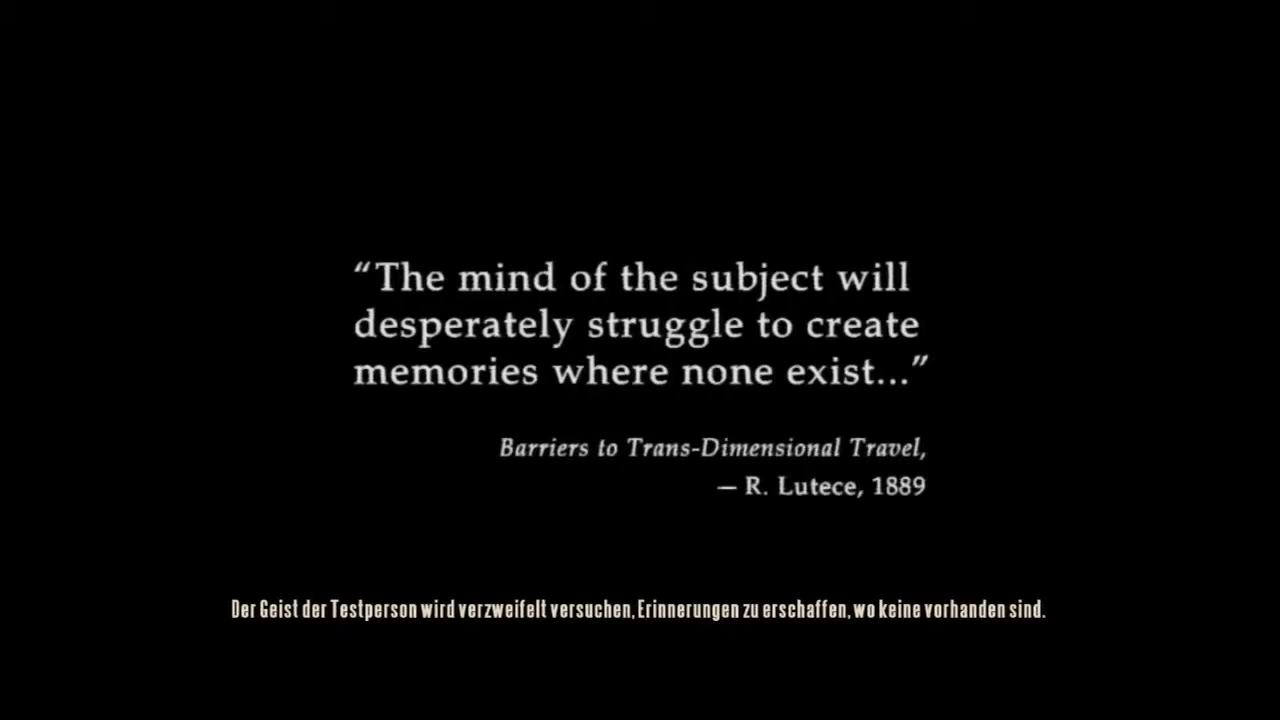 “The mind of the subject will
desperately struggle to create
memories where none exist...”
Barriers to Trans-Dimensional Travel,
— R. Lutece, 1889
Der Geist der Testperson wird verzweifelt versuchen, Erinnerungen zu erschaffen, wo keine vorhanden sind.